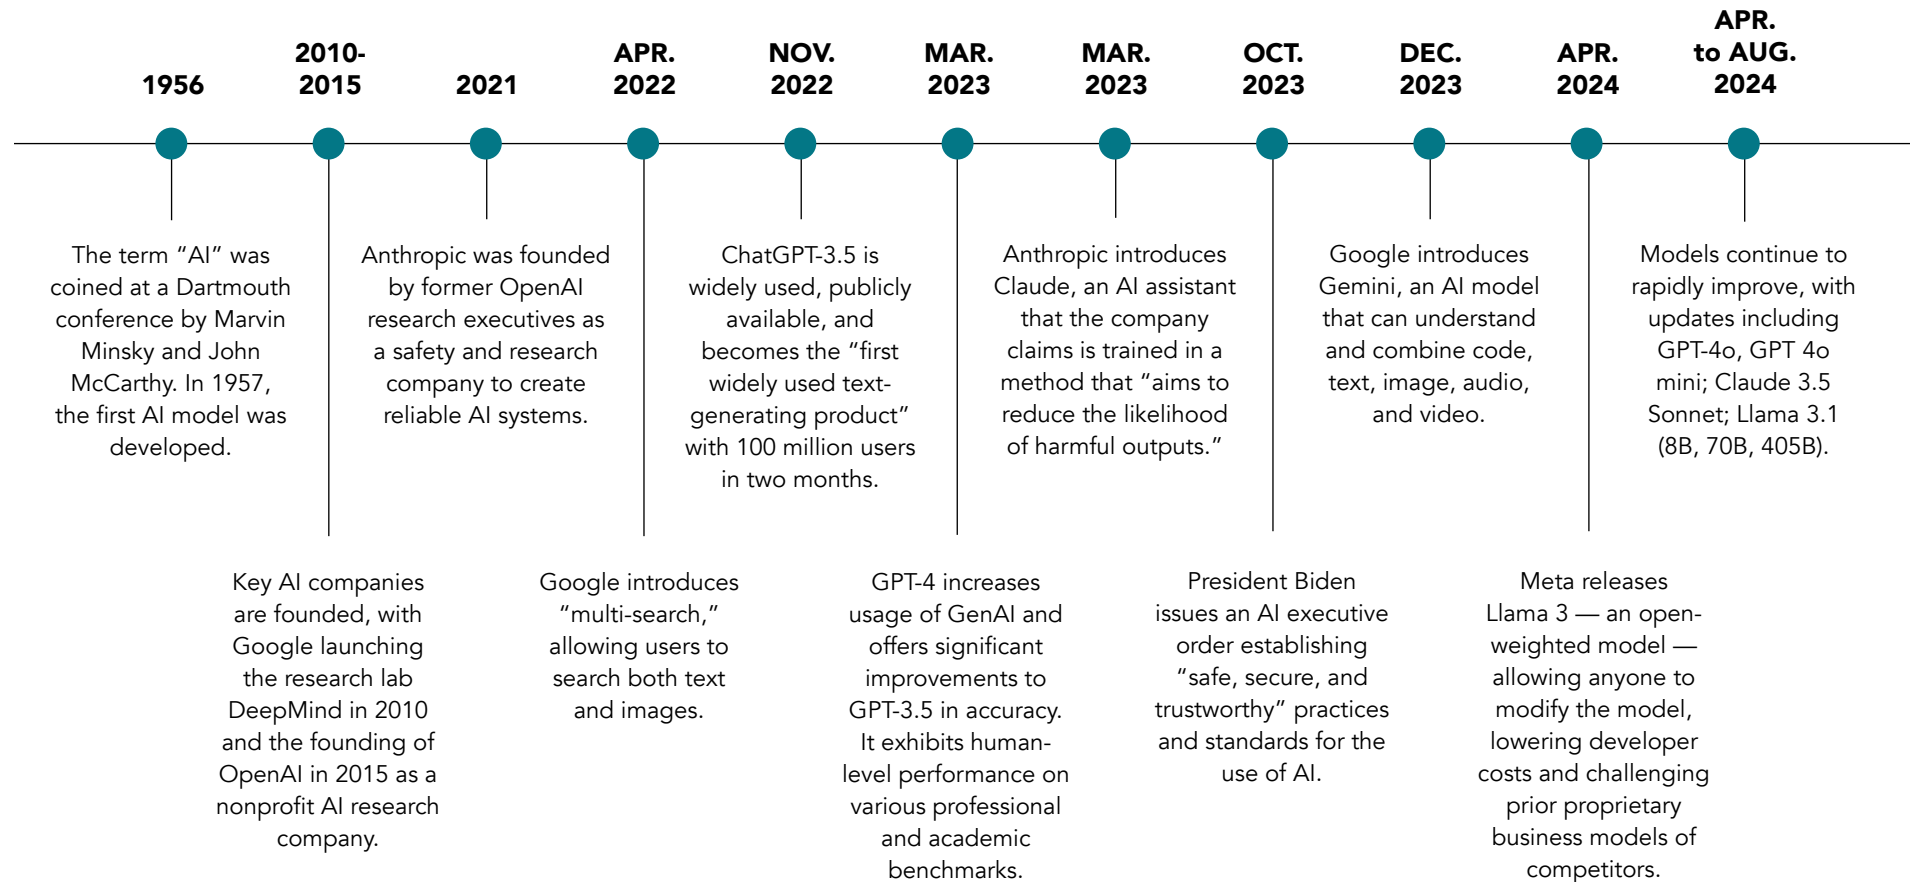 1956
The term “AI” was
coined at a Dartmouth
conference by Marvin
Minsky and John
McCarthy. In 1957,
the first AI model was
developed.
2010-
2015
Key AI companies
are founded, with
Google launching
the research lab
DeepMind in 2010
and the founding of
OpenAI in 2015 as a
nonprofit AI research
company.
2021
Anthropic was founded
by former OpenAI
research executives as
a safety and research
company to create
reliable AI systems.
APR.
2022
Google introduces
“multi-search,”
allowing users to
search both text
and images.
NOV.
2022
ChatGPT-3.5 is
widely used, publicly
available, and
becomes the “first
widely used text-
generating product”
with 100 million users
in two months.
MAR.
2023
GPT-4 increases
usage of GenAI and
offers significant
improvements to
GPT-3.5 in accuracy.
It exhibits human-
level performance on
various professional
and academic
benchmarks.
MAR.
2023
Anthropic introduces
Claude, an AI assistant
that the company
claims is trained in a
method that “aims to
reduce the likelihood
of harmful outputs.”
OCT.
2023
President Biden
issues an AI executive
order establishing
“safe, secure, and
trustworthy” practices
and standards for the
use of AI.
DEC.
2023
Google introduces
Gemini, an AI model
that can understand
and combine code,
text, image, audio,
and video.
APR.
2024
Meta releases
Llama 3 — an open-
weighted model —
allowing anyone to
modify the model,
lowering developer
costs and challenging
prior proprietary
business models of
competitors.
APR.
to AUG.
2024
Models continue to
rapidly improve, with
updates including
GPT-4o, GPT 4o
mini; Claude 3.5
Sonnet; Llama 3.1
(8B, 70B, 405B).